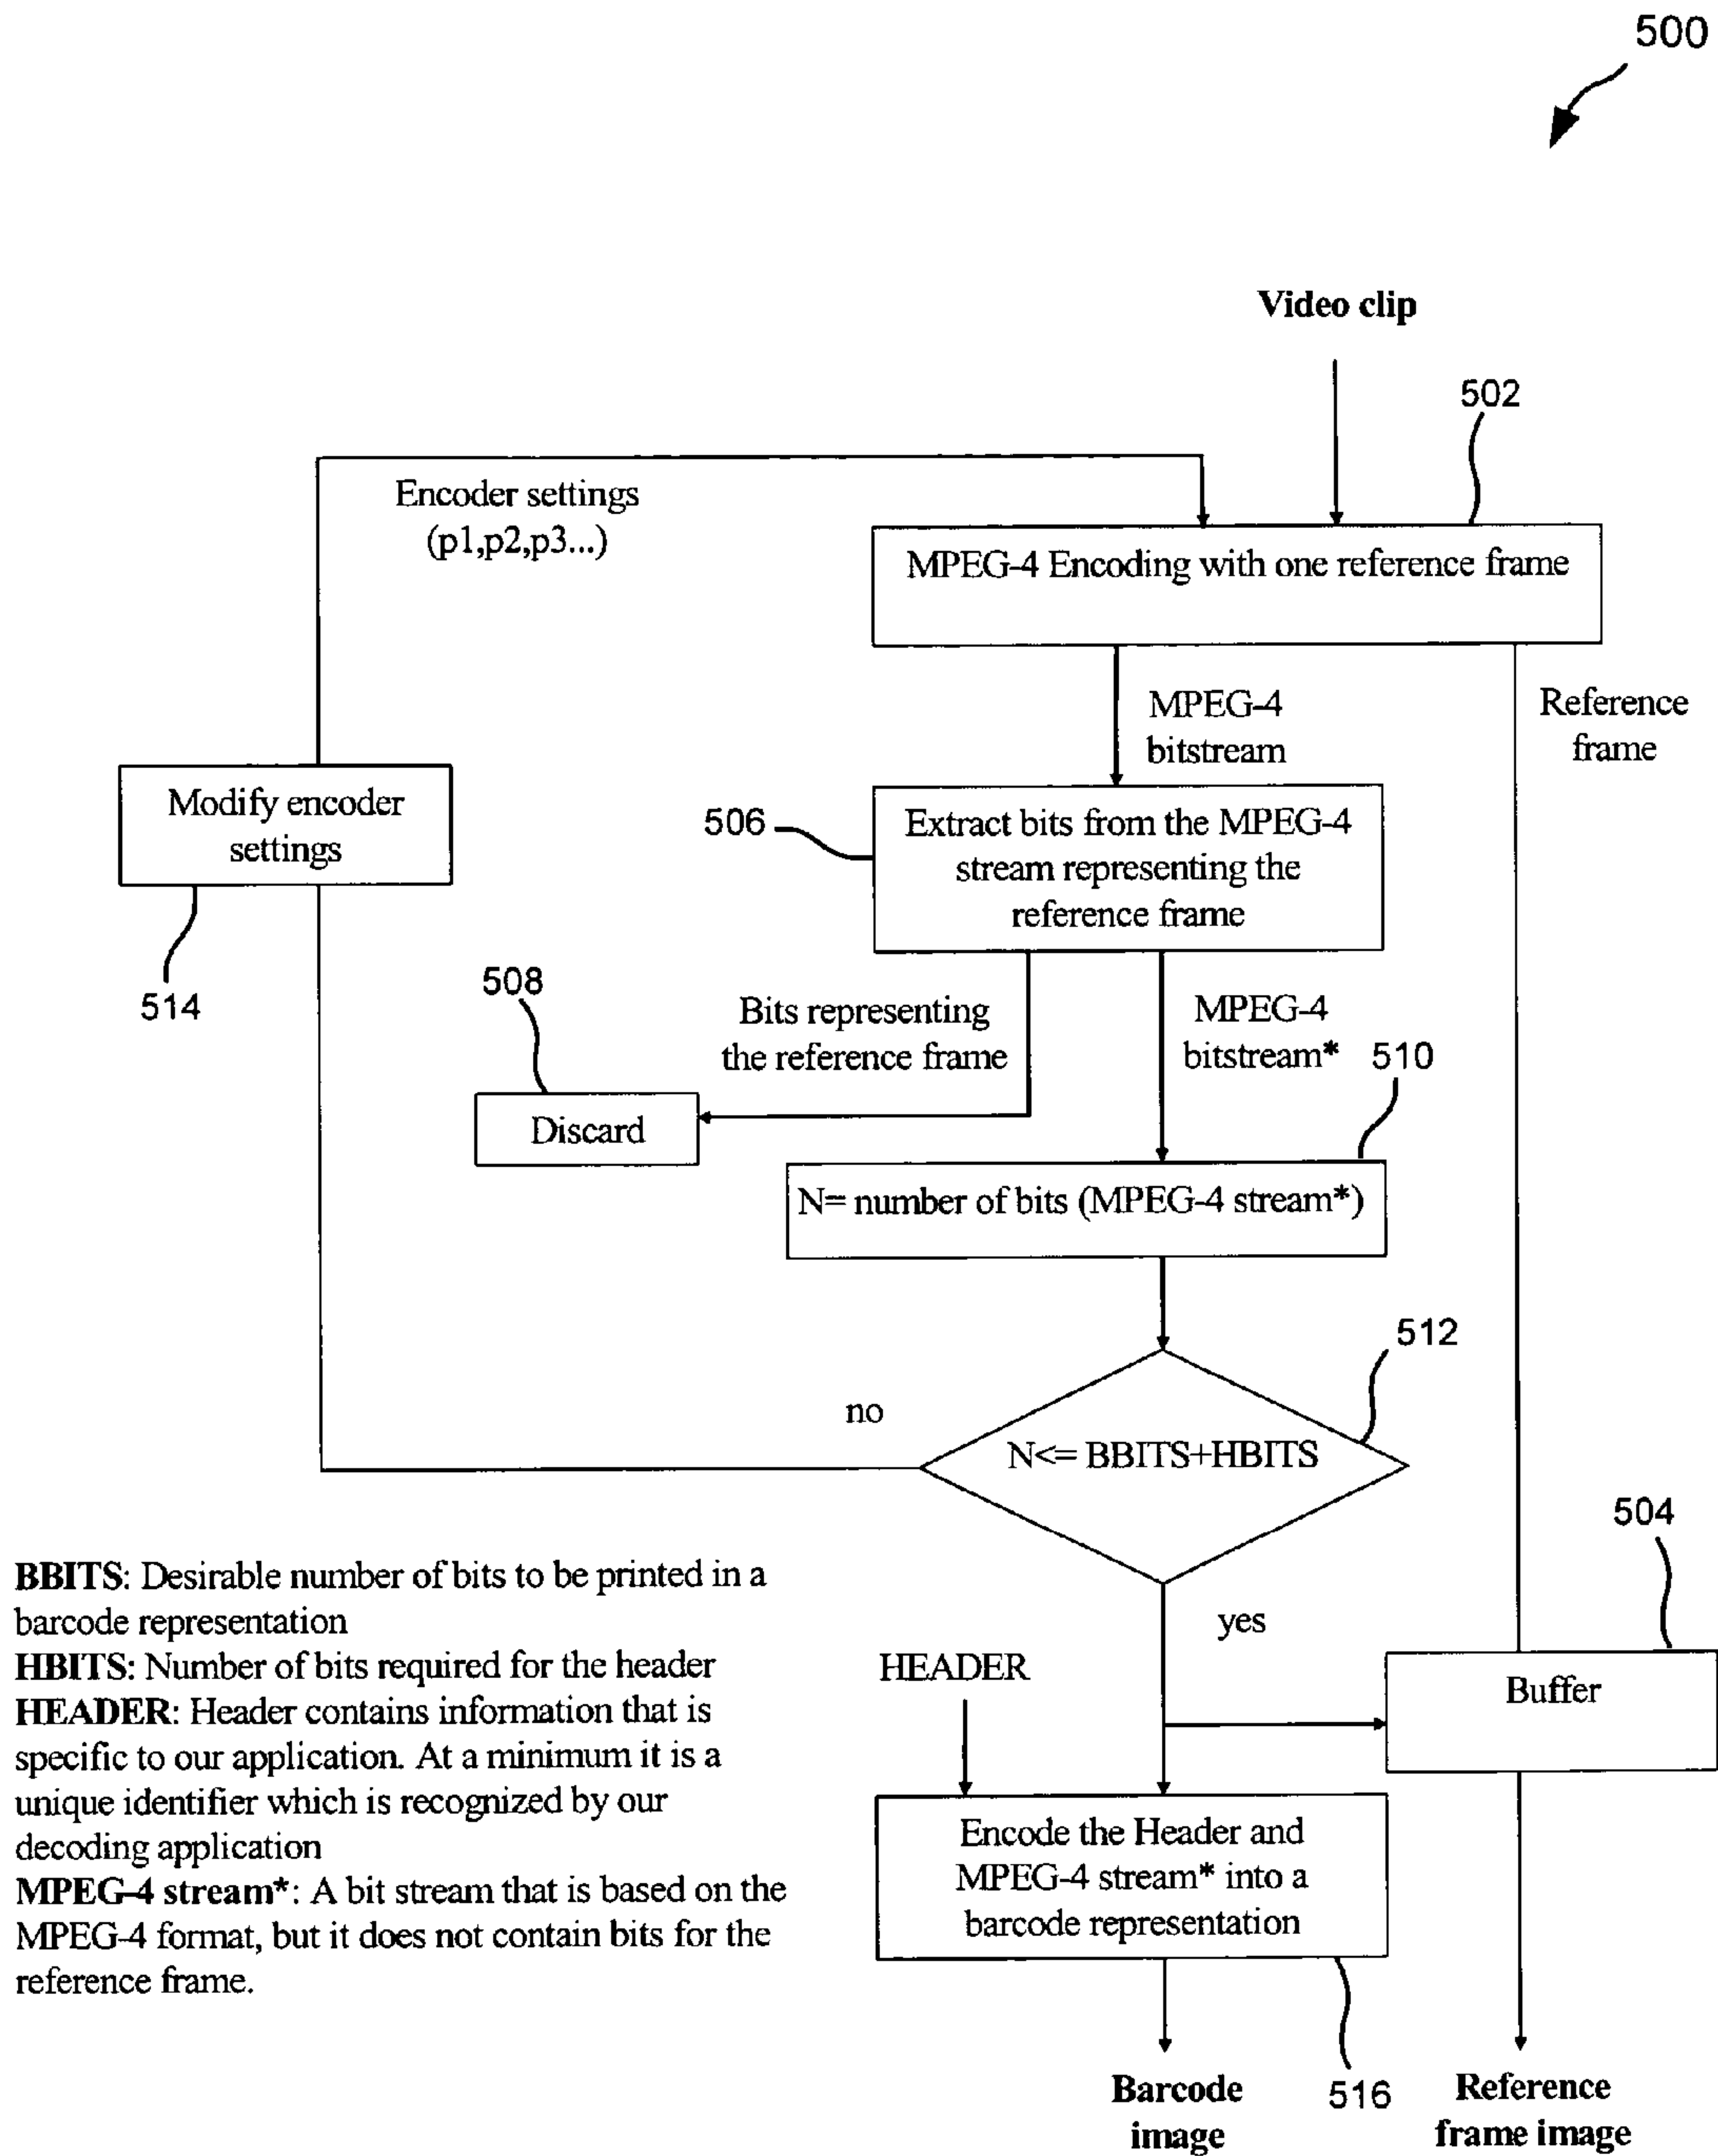 500
Video clip
502
Encoder settings
(p1,p2,p3...)
MPEG-4 Encoding with one reference frame
MPEG-4
bitstream
Reference
frame
Modify encoder
settings
514
506
Extract bits from the MPEG-4
stream representing the
reference frame
508
Bits representing
the reference frame
MPEG-4
bitstream*
510
Discard
N= number of bits (MPEG-4 stream*)
512
no
N<= BBITS+HBITS
504
yes
BBITS: Desirable number of bits to be printed in a
barcode representation
HBITS: Number of bits required for the header
HEADER: Header contains information that is
specific to our application. At a minimum it is a
unique identifier which is recognized by our
decoding application
MPEG-4 stream*: A bit stream that is based on the
MPEG-4 format, but it does not contain bits for the
reference frame.
HEADER
Buffer
Encode the Header and
MPEG-4 stream* into a
barcode representation
516
Barcode
image
Reference
frame image